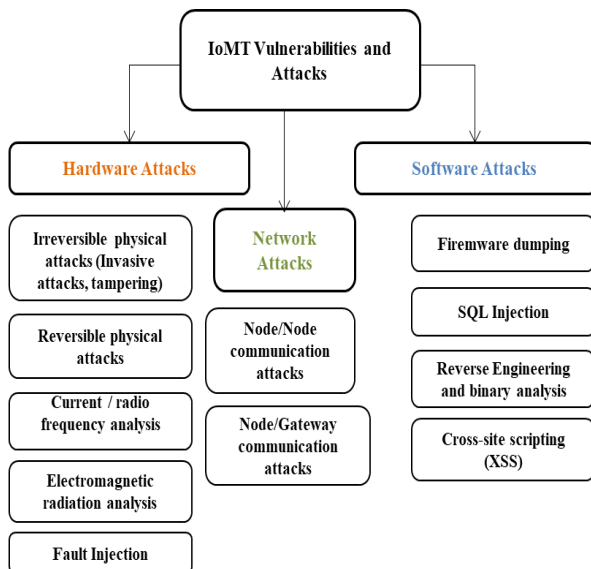 IoMT Vulnerabilities and
Attacks
Hardware Attacks
Irreversible physical
attacks (Invasive
attacks, tampering)
Reversible physical
attacks
Current / radio
frequency analysis
Electromagnetic
radiation analysis
Fault Injection
Network
Attacks
Node/Node
communication
attacks
Node/Gateway
communication
attacks
Software Attacks
Firemware dumping
SQL Injection
Reverse Engineering
and binary analysis
Cross-site scripting
(XSS)